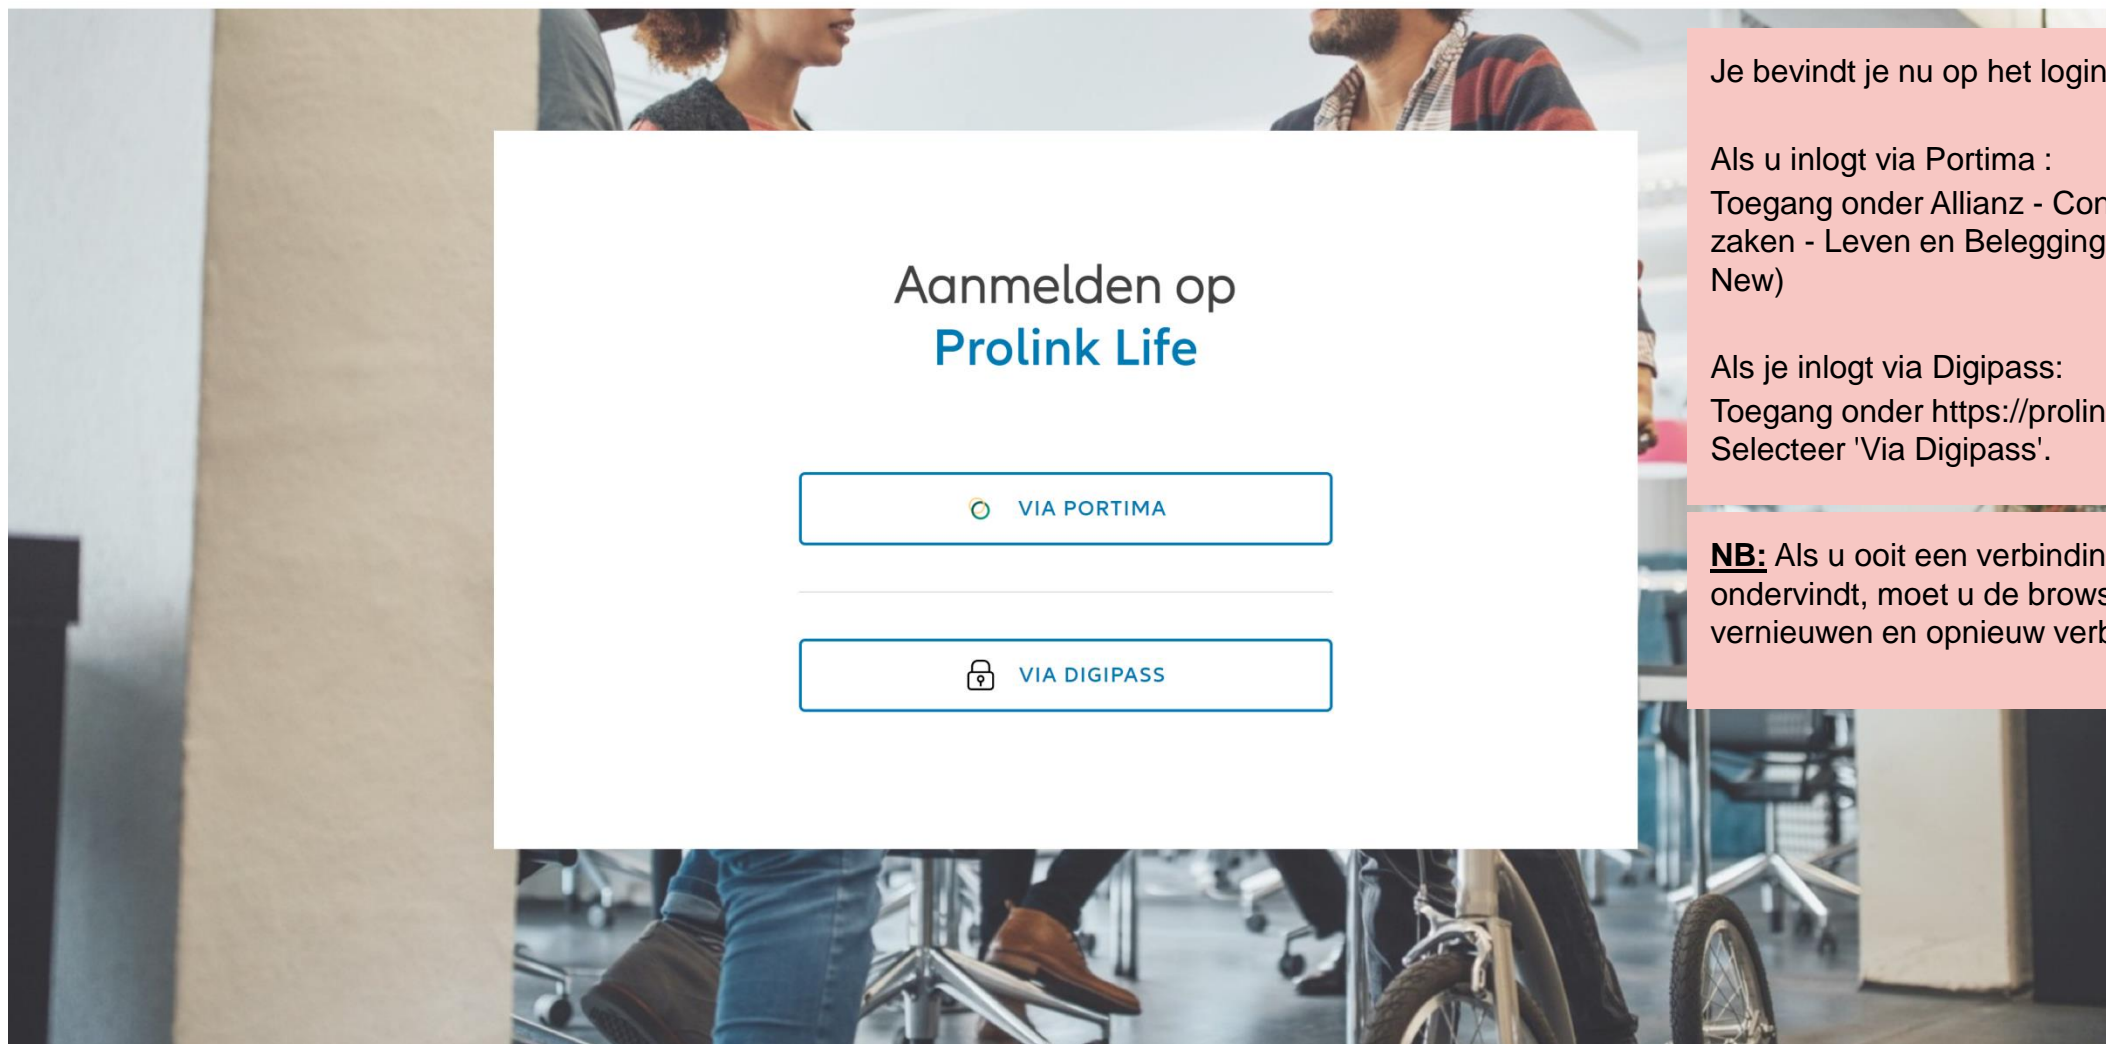 Aanmelden op
Prolink Life
VIA PORTIMA
VIA DIGIPASS
Je bevindt je nu op het login
Als u inlogt via Portima :
Toegang onder Allianz - Con
zaken - Leven en Belegging
New)
Als je inlogt via Digipass:
Toegang onder https://prolin
Selecteer 'Via Digipass'.
NB: Als u ooit een verbindin
ondervindt, moet u de brows
vernieuwen en opnieuw verb